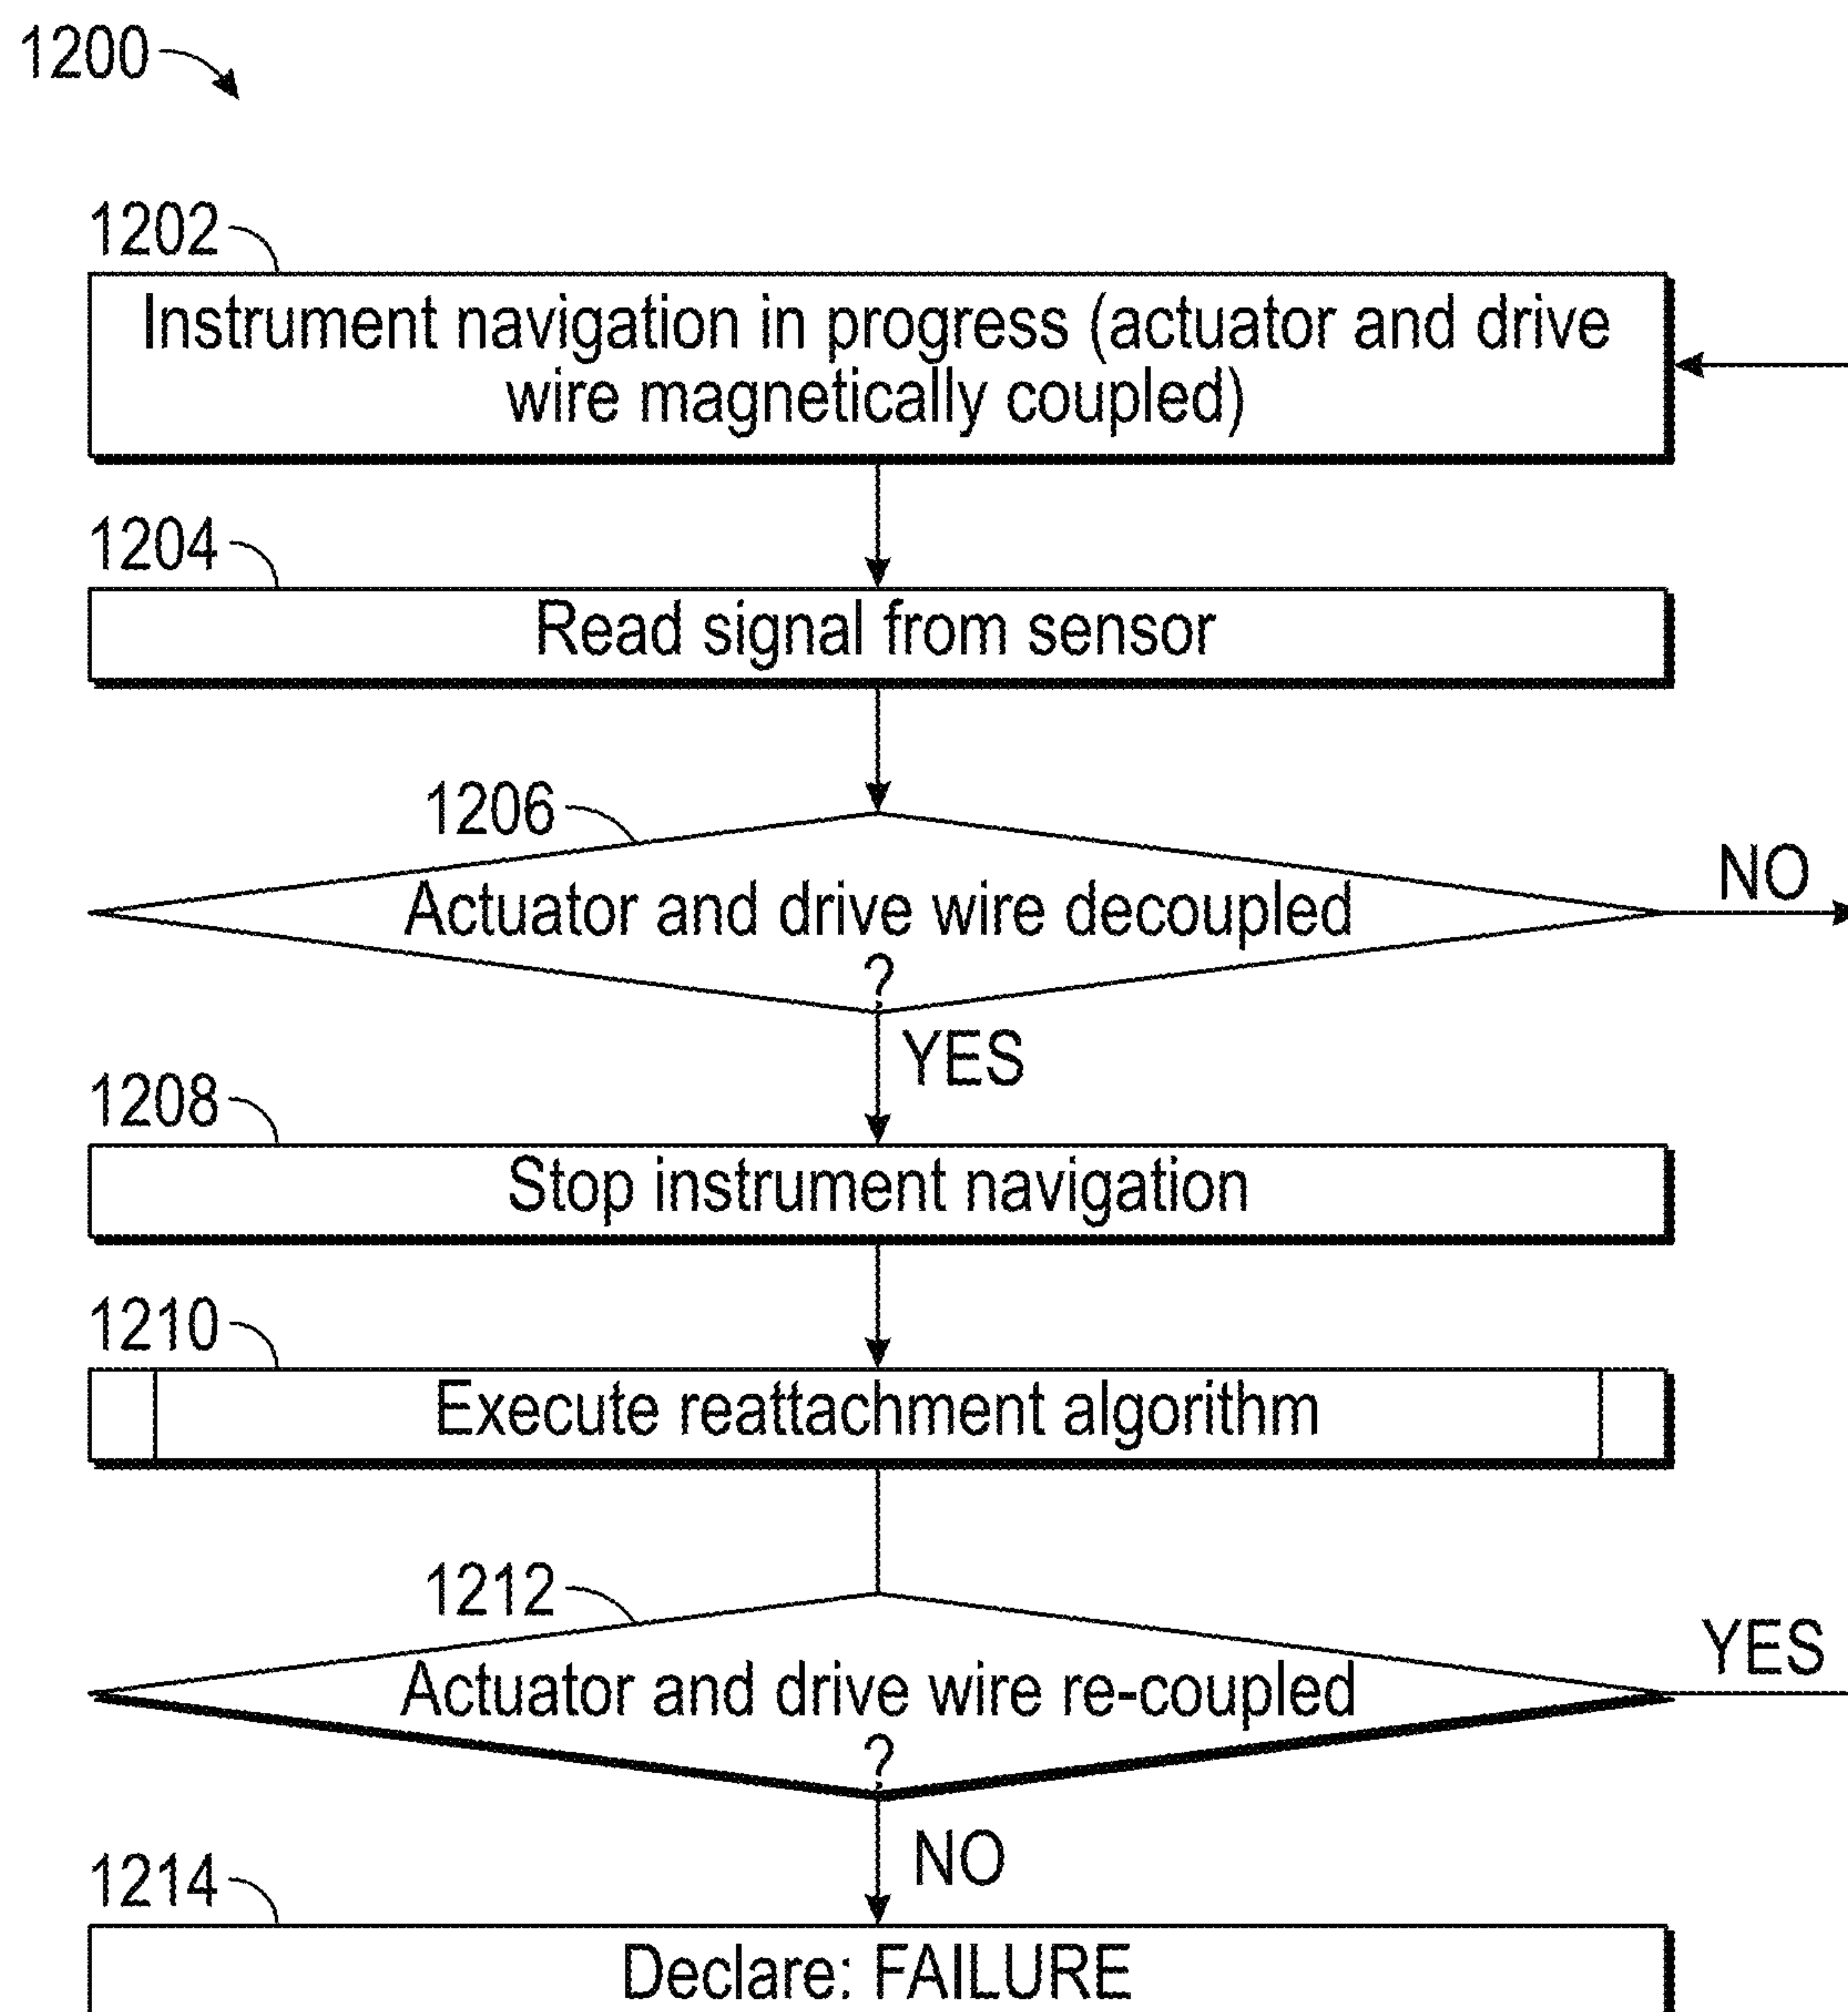 1200
1202
Instrument navigation in progress (actuator and drive
wire magnetically coupled)
1204
Read signal from sensor
1206
Actuator and drive wire decoupled
?
NO
YES
1208
Stop instrument navigation
1210
Execute reattachment algorithm
1212
Actuator and drive wire re-coupled
?
YES
NO
1214
Declare: FAILURE